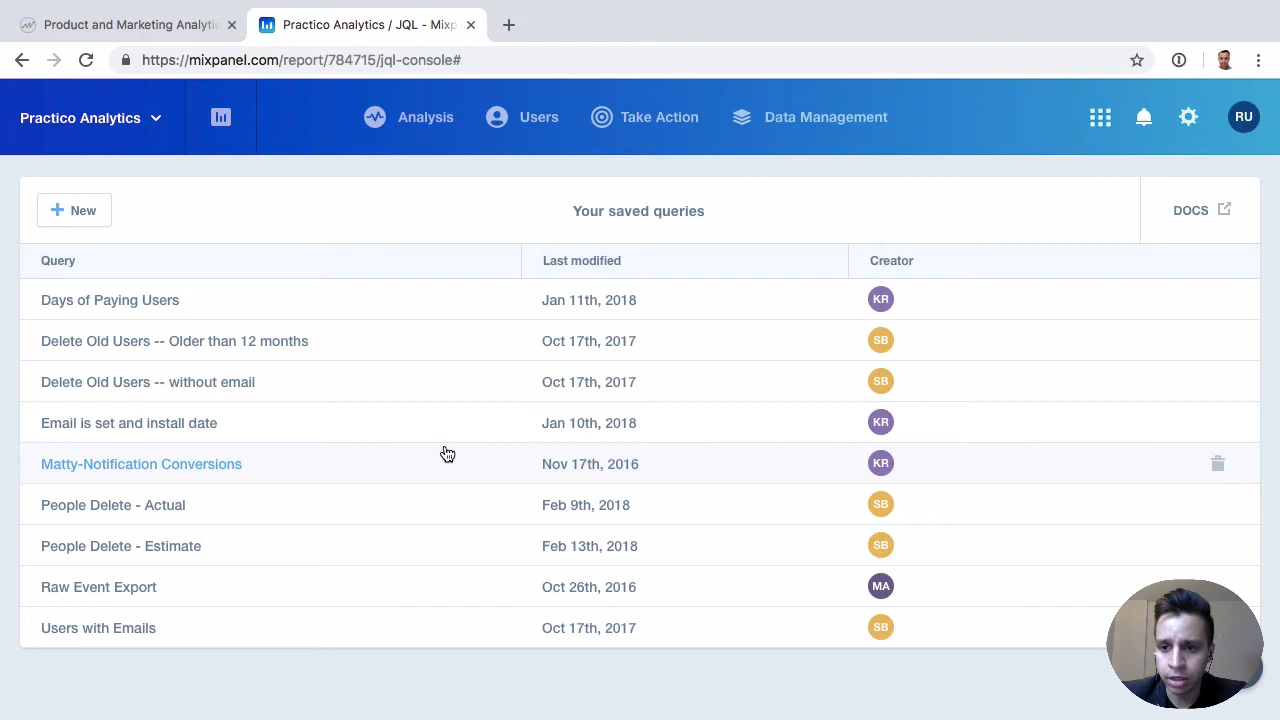 Product and Marketing Analytic
Practico Analytics / JQL - Mixp
https://mixpanel.com/report/784715/jql-console#
Practico Analytics
Analysis
Users
Take Action
Data Management
RU
New
Your saved queries
DOCS
Query Last modified Creator
Days of Paying Users Jan 11th, 2018 KR
Delete Old Users -- Older than 12 months Oct 17th, 2017 SB
Delete Old Users -- without email Oct 17th, 2017 SB
Email is set and install date Jan 10th, 2018 KR
Matty-Notification Conversions Nov 17th, 2016 KR
People Delete - Actual Feb 9th, 2018 SB
People Delete - Estimate Feb 13th, 2018 SB
Raw Event Export Oct 26th, 2016 MA
Users with Emails Oct 17th, 2017 SB